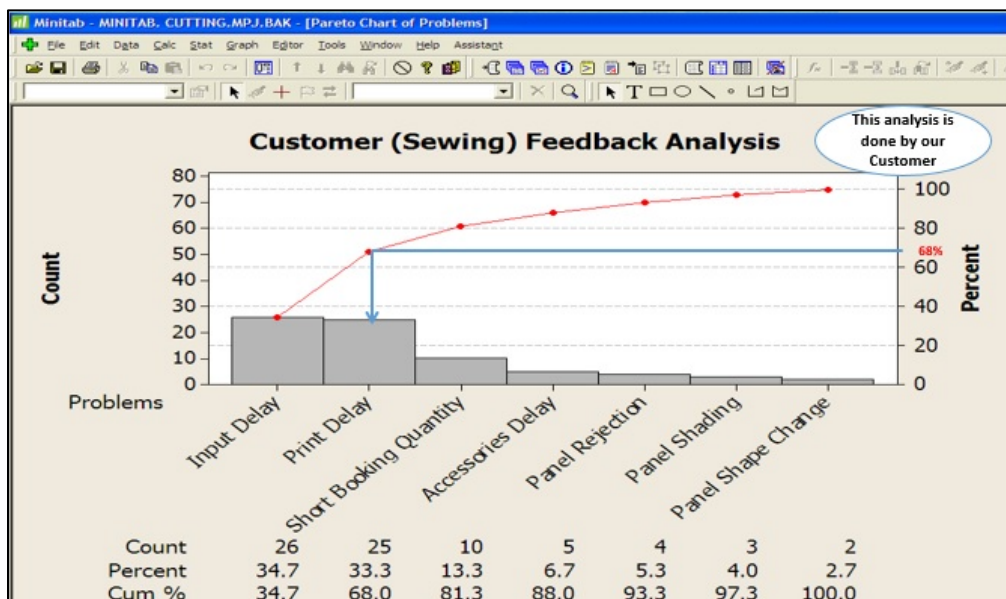 Minitab - MINITAB. CUTTING.MPJ.BAK - [Pareto Chart of Problems]
File Edit Data Calc Stat Graph Editor Tools Window Help Assistant
Customer (Sewing) Feedback Analysis
This analysis is
done by our
Customer
80
70
60
50
40
30
20
10
0
Count
100
80
68%
60
40
20
0
Percent
Problems
Input Delay
Print Delay
Short Booking Quantity
Accessories Delay
Panel Rejection
Panel Shading
Panel Shape Change
Count 26 25 10 5 4 3 2
Percent 34.7 33.3 13.3 6.7 5.3 4.0 2.7
Cum % 34.7 68.0 81.3 88.0 93.3 97.3 100.0